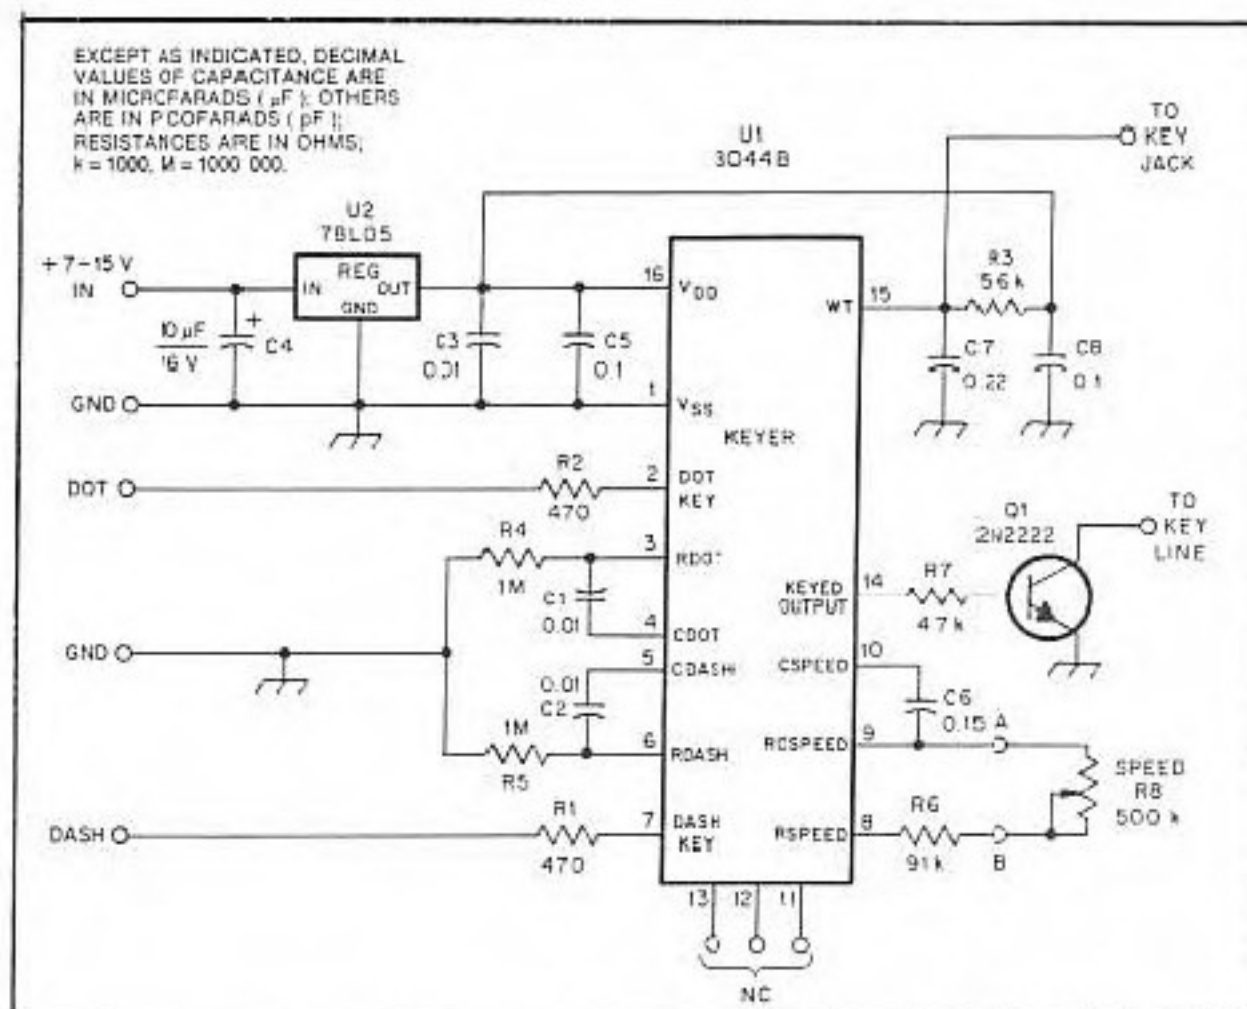 EXCEPT AS INDICATED, DECIMAL
VALUES OF CAPACITANCE ARE
IN MICROFARADS ( µF ); OTHERS
ARE IN PCOFARADS ( pF );
RESISTANCES ARE IN OHMS;
k = 1000, M = 1000 000.
U1
3044B
TO
KEY
JACK
U2
78L05
+7-15 V
IN
REG
IN
OUT
GND
10 µF
16 V
+
C4
C3
0.01
C5
0.1
GND
16
VDD
1
VSS
KEYER
WT
15
R3
56k
C7
0.22
C8
0.1
DOT
R2
470
2
DOT
KEY
R4
1M
3
RDOT
C1
0.01
4
CDOT
GND
5
CDASH
0.01
C2
1M
R5
6
RDASH
DASH
R1
470
7
DASH
KEY
KEYED
OUTPUT
14
R7
47k
Q1
2N2222
TO
KEY
LINE
CSPEED
10
C6
0.15
A
RCSPEED
9
SPEED
R8
500 k
RSPEED
8
R6
91k
B
13
12
11
NC